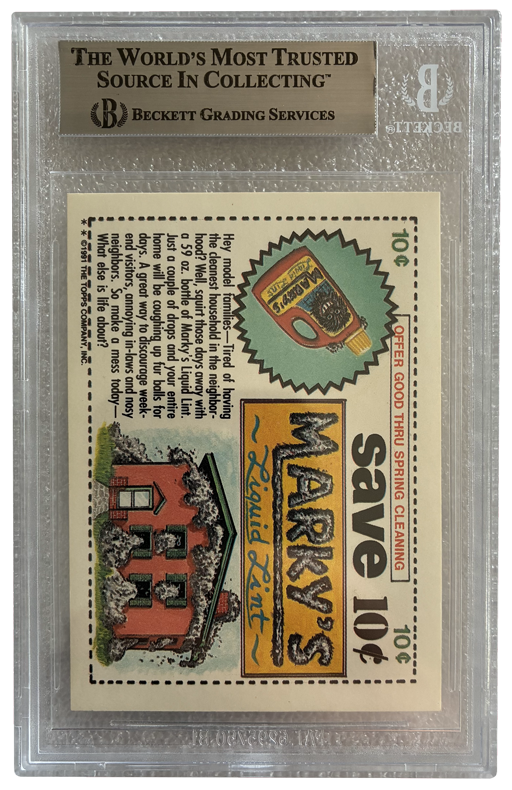 THE WORLD'S MOST TRUSTED
SOURCE IN COLLECTING™
B BECKETT GRADING SERVICES
B
BECKETT®
10¢
OFFER GOOD THRU SPRING CLEANING
10¢
save 10¢
MARKY'S
Liquid Lint
MARKY'S
~ Liquid Lint ~
Hey model families—Tired of having
the cleanest household in the neighbor-
hood? Well, squirt those days away with
a 59 oz. bottle of Marky's Liquid Lint.
Just a couple of drops and your entire
home will be coughing up fur balls for
days. A great way to discourage week-
end visitors, annoying in-laws and nosy
neighbors. So make a mess today—
What else is life about?
* * ©1991 THE TOPPS COMPANY, INC.